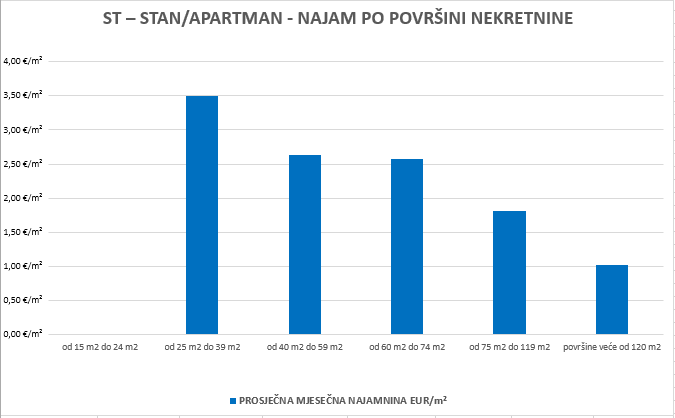 ST – STAN/APARTMAN - NAJAM PO POVRŠINI NEKRETNINE
4,00 €/m²
3,50 €/m²
3,00 €/m²
2,50 €/m²
2,00 €/m²
1,50 €/m²
1,00 €/m²
0,50 €/m²
0,00 €/m²
od 15 m2 do 24 m2 od 25 m2 do 39 m2 od 40 m2 do 59 m2 od 60 m2 do 74 m2 od 75 m2 do 119 m2 površine veće od 120 m2
PROSJEČNA MJESEČNA NAJAMNINA EUR/m²